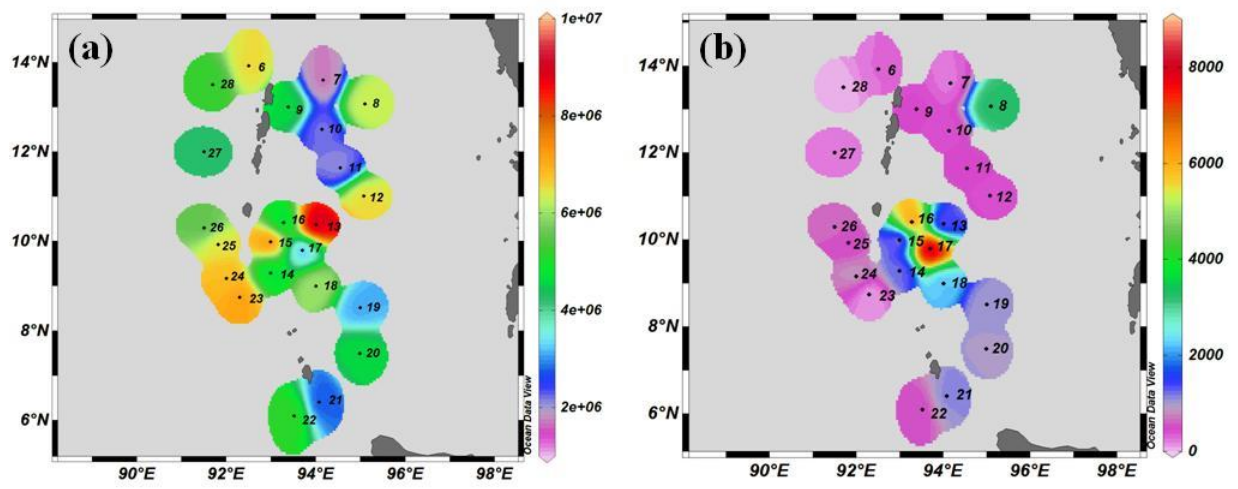 (a)
14°N
12°N
10°N
8°N
6°N
90°E 92°E 94°E 96°E 98°E
6
7
28
8
9
10
27
11
12
26
16
13
25
15
17
24
14
23
18
19
20
21
22
1e+07
8e+06
6e+06
4e+06
2e+06
Ocean Data View
(b)
14°N
12°N
10°N
8°N
6°N
90°E 92°E 94°E 96°E 98°E
6
7
28
8
9
10
27
11
12
26
16
13
25
15
17
24
14
23
18
19
20
21
22
8000
6000
4000
2000
0
Ocean Data View